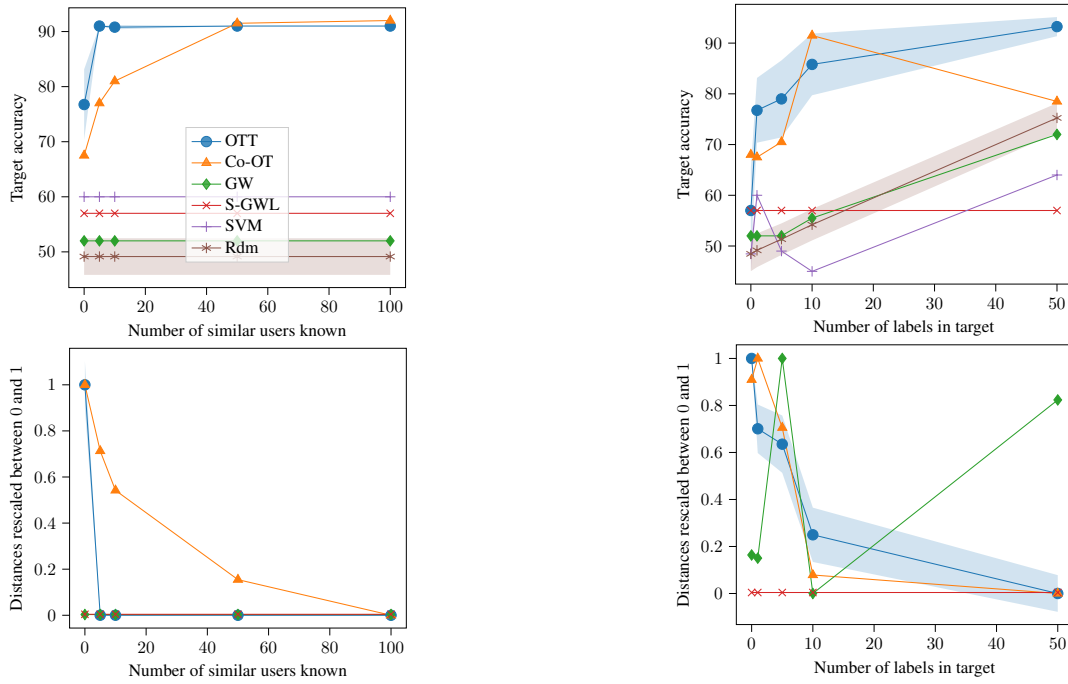 90
80
70
60
50
Target accuracy
OTT
Co-OT
GW
S-GWL
SVM
Rdm
0 20 40 60 80 100
Number of similar users known
90
80
70
60
50
Target accuracy
0 10 20 30 40 50
Number of labels in target
1
0.8
0.6
0.4
0.2
0
Distances rescaled between 0 and 1
0 20 40 60 80 100
Number of similar users known
1
0.8
0.6
0.4
0.2
0
Distances rescaled between 0 and 1
0 10 20 30 40 50
Number of labels in target